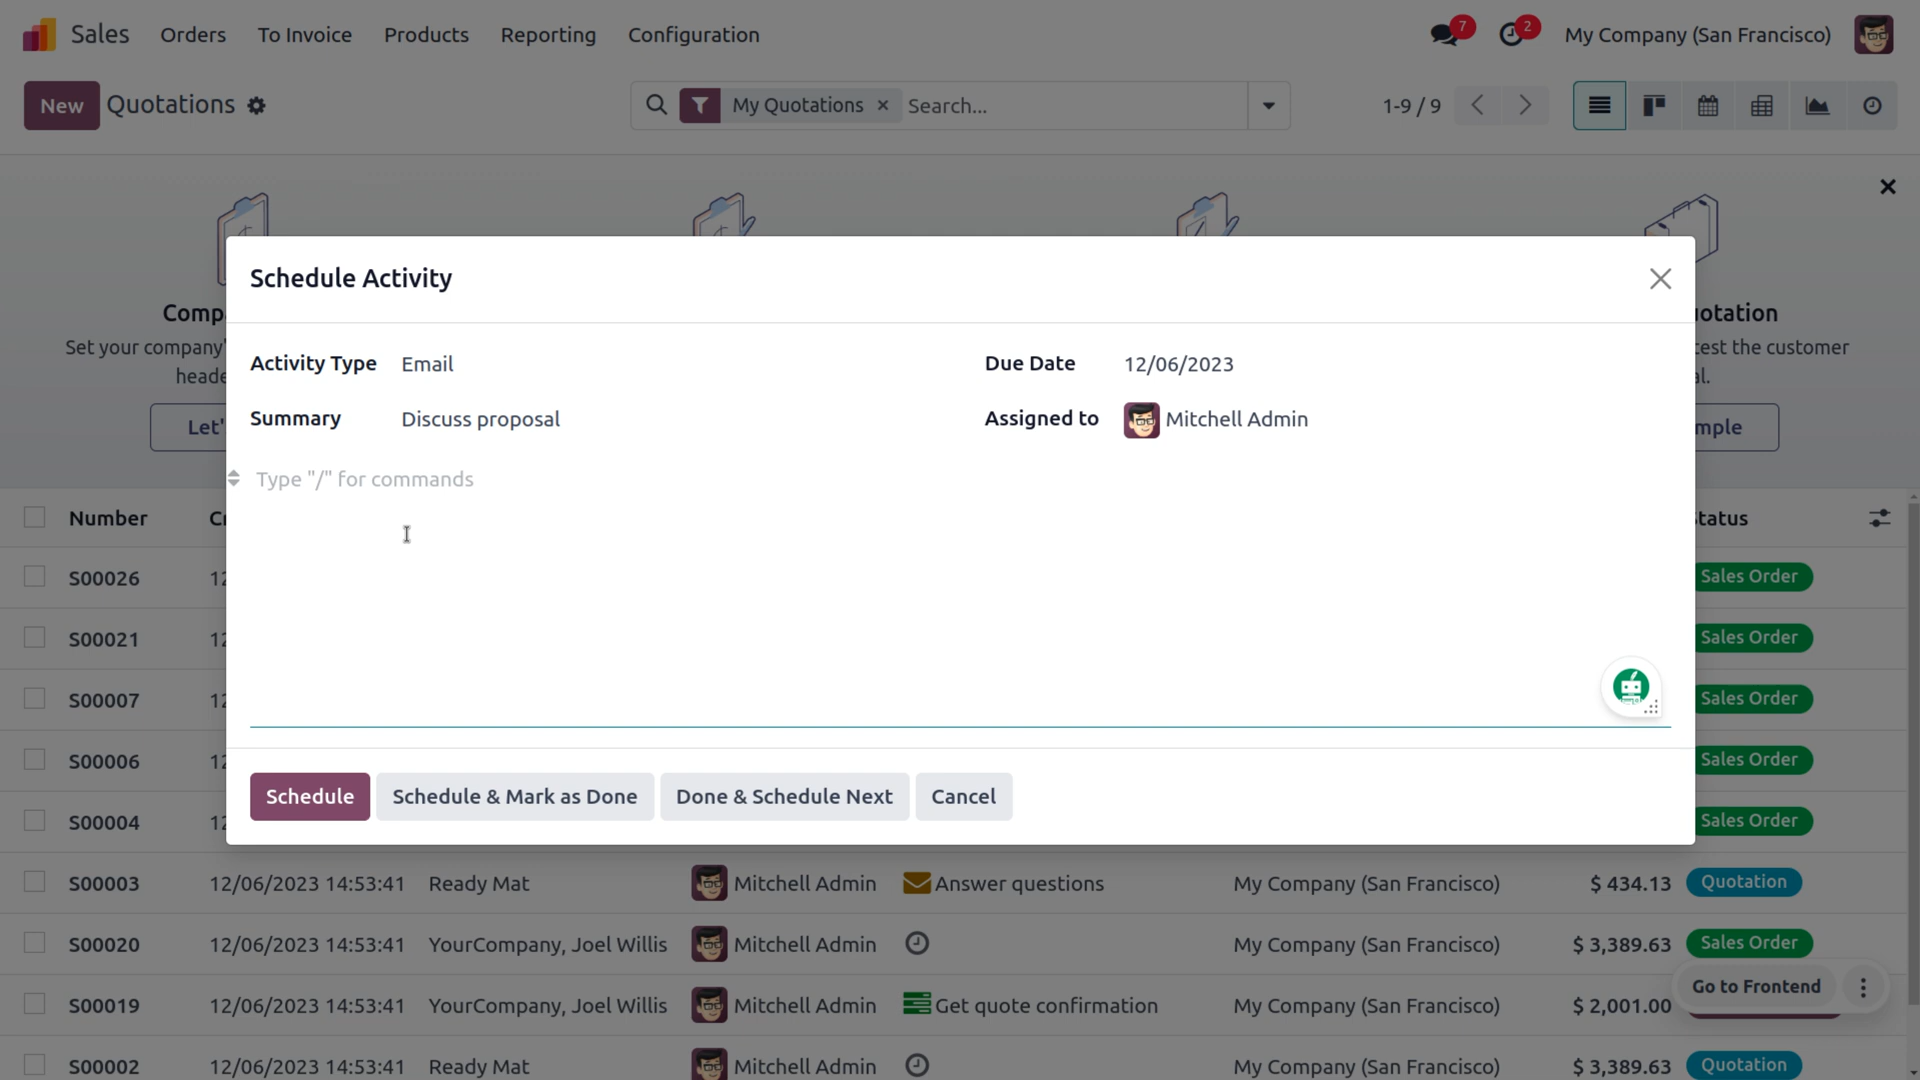 Sales Orders To Invoice Products Reporting Configuration 7 2 My Company (San Francisco)
New Quotations My Quotations × Search... 1-9 / 9
Schedule Activity
Comp
Set your company'
heade
Let'
otation
test the customer
al.
mple
Activity Type Email Due Date 12/06/2023
Summary Discuss proposal Assigned to Mitchell Admin
Type "/" for commands
Number Cr Status
S00026 12 Sales Order
S00021 12 Sales Order
S00007 12 Sales Order
S00006 12 Sales Order
S00004 12 Sales Order
Schedule Schedule & Mark as Done Done & Schedule Next Cancel
S00003 12/06/2023 14:53:41 Ready Mat Mitchell Admin Answer questions My Company (San Francisco) $ 434.13 Quotation
S00020 12/06/2023 14:53:41 YourCompany, Joel Willis Mitchell Admin My Company (San Francisco) $ 3,389.63 Sales Order
Go to Frontend
S00019 12/06/2023 14:53:41 YourCompany, Joel Willis Mitchell Admin Get quote confirmation My Company (San Francisco) $ 2,001.00
S00002 12/06/2023 14:53:41 Ready Mat Mitchell Admin My Company (San Francisco) $ 3,389.63 Quotation